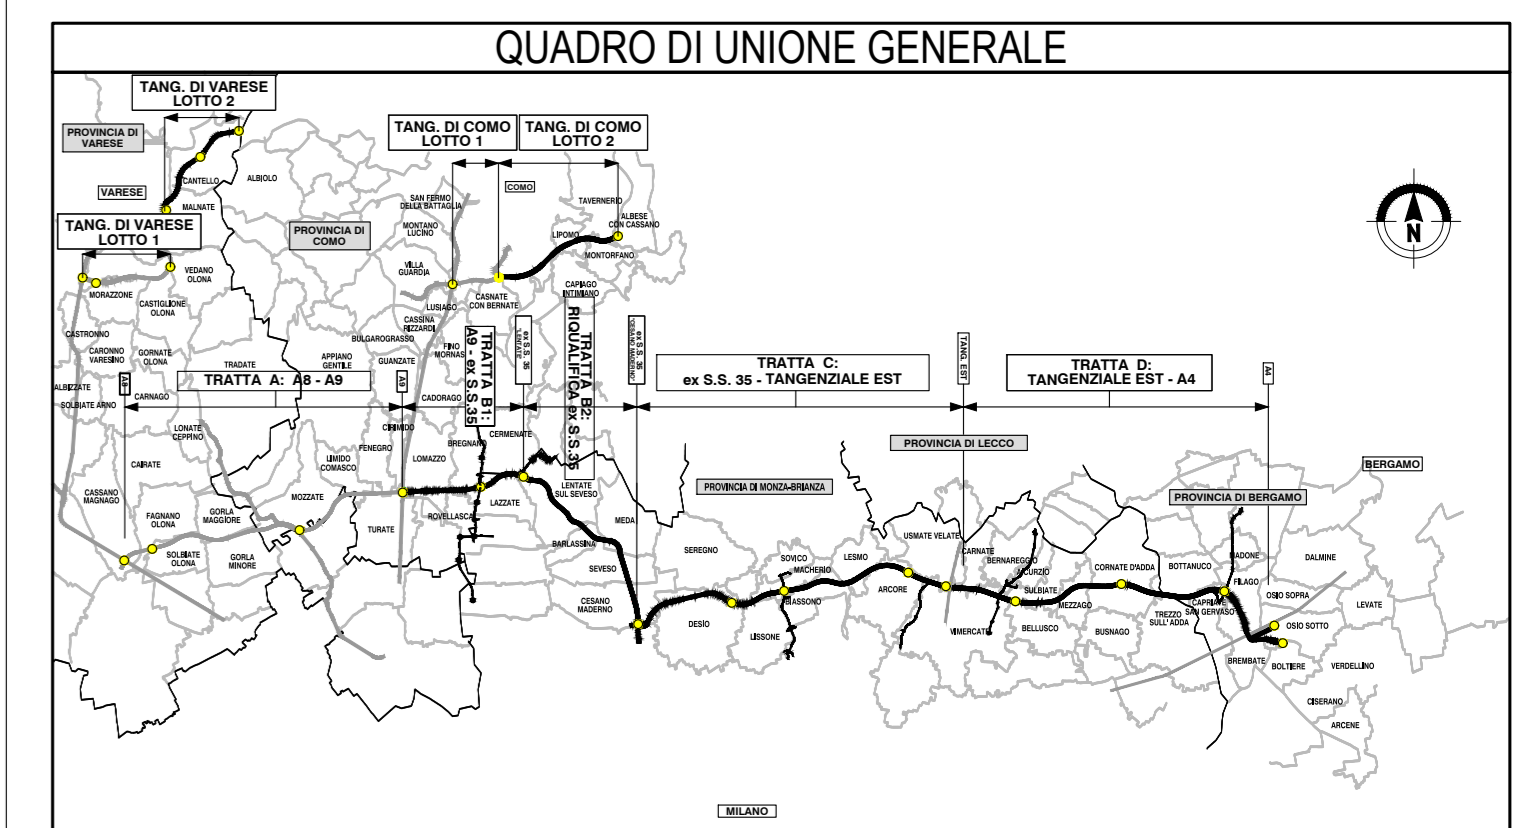 QUADRO DI UNIONE GENERALE
TANG. DI VARESE
LOTTO 2
PROVINCIA DI
VARESE
VARESE
CANTELLO
ALBIOLO
MALNATE
TANG. DI VARESE
LOTTO 1
PROVINCIA DI
COMO
TANG. DI COMO
LOTTO 1
TANG. DI COMO
LOTTO 2
COMO
SAN FERMO
DELLA BATTAGLIA
MONTANO
LUCINO
VILLA
GUARDIA
TAVERNERIO
ALBESE
CON CASSANO
LIPOMO
MONTORFANO
CAPIAGO
INTIMIANO
N
VEDANO
OLONA
MORAZZONE
CASTIGLIONE
OLONA
CASTRONNO
CARONNO
VARESINO
GORNATE
OLONA
ALBIZZATE
SOLBIATE ARNO
CARNAGO
TRADATE
APPIANO
GENTILE
LUSIAGO
CASNATE
CON BERNATE
CASSINA
RIZZARDI
BULGAROGRASSO
GUANZATE
FINO
MORNAS
CADORAGO
A8
TRATTA A: A8 - A9
A9
TRATTA B1:
A9 - ex S.S.35
ex S.S. 35
"LENTATE"
TRATTA B2:
RIQUALIFICA ex S.S.35
ex S.S. 35
"CESANO MADERNO"
TRATTA C:
ex S.S. 35 - TANGENZIALE EST
TANG. EST
TRATTA D:
TANGENZIALE EST - A4
A4
LONATE
CEPPINO
CIRIMIDO
FENEGRO
LIMIDO
COMASCO
LOMAZZO
BREGNANO
CERMENATE
CAIRATE
CASSANO
MAGNAGO
MOZZATE
FAGNANO
OLONA
GORLA
MAGGIORE
SOLBIATE
OLONA
GORLA
MINORE
TURATE
ROVELLASCA
LAZZATE
LENTATE
SUL SEVESO
MEDA
BARLASSINA
SEVESO
CESANO
MADERNO
PROVINCIA DI LECCO
PROVINCIA DI MONZA-BRIANZA
BERGAMO
PROVINCIA DI BERGAMO
SEREGNO
SOVICO
MACHERIO
LESMO
BIASSONO
DESIO
LISSONE
ARCORE
USMATE VELATE
CARNATE
BERNAREGGIO
AICURZIO
SULBIATE
MEZZAGO
VIMERCATE
BELLUSCO
BUSNAGO
CORNATE D'ADDA
BOTTANUCO
TREZZO
SULL'ADDA
CAPRIATE
SAN GERVASO
MADONE
FILAGO
DALMINE
OSIO SOPRA
LEVATE
OSIO SOTTO
BREMBATE
BOLTIERE
VERDELLINO
CISERANO
ARCENE
MILANO